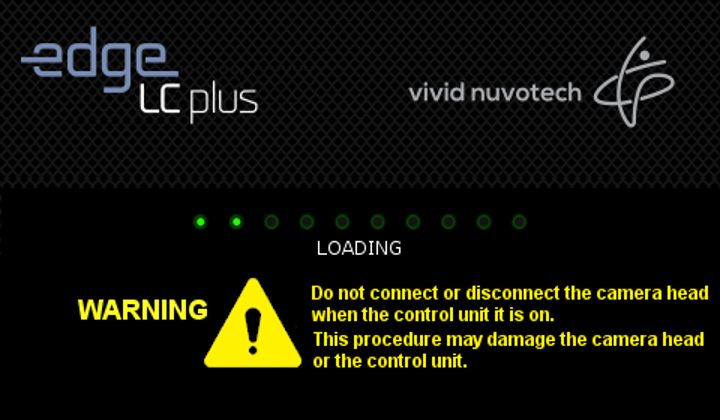 edge
LC plus
vivid nuvotech
LOADING
WARNING
Do not connect or disconnect the camera head
when the control unit it is on.
This procedure may damage the camera head
or the control unit.